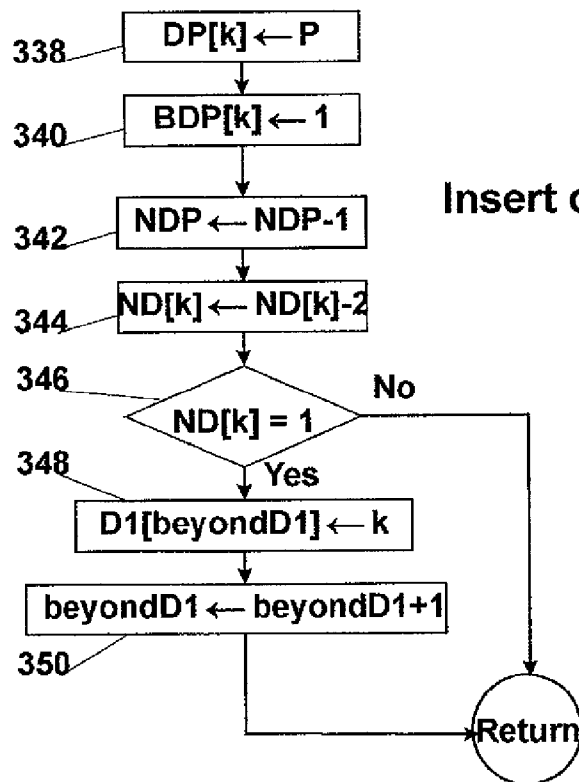 338
DP[k] ← P
340
BDP[k] ← 1
342
NDP ← NDP-1
Insert
344
ND[k] ← ND[k]-2
346
ND[k] = 1
No
Yes
348
D1[beyondD1] ← k
beyondD1 ← beyondD1+1
350
Return